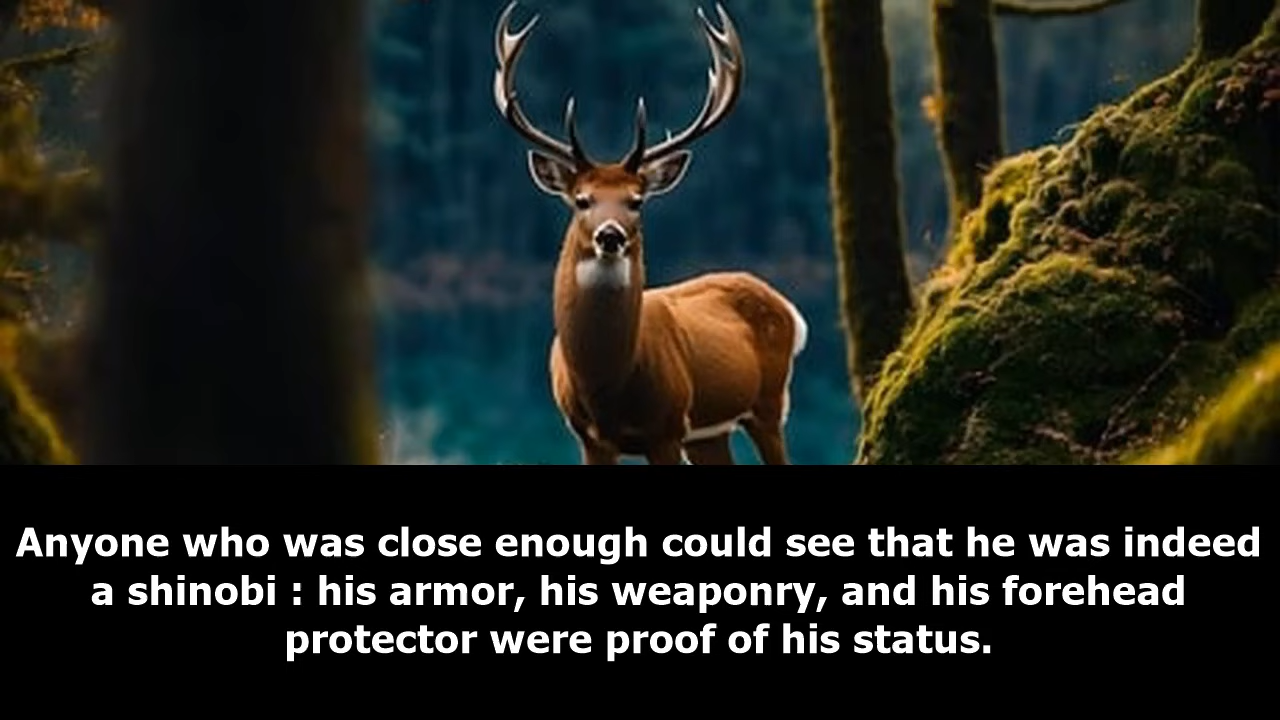 Anyone who was close enough could see that he was indeed
a shinobi : his armor, his weaponry, and his forehead
protector were proof of his status.